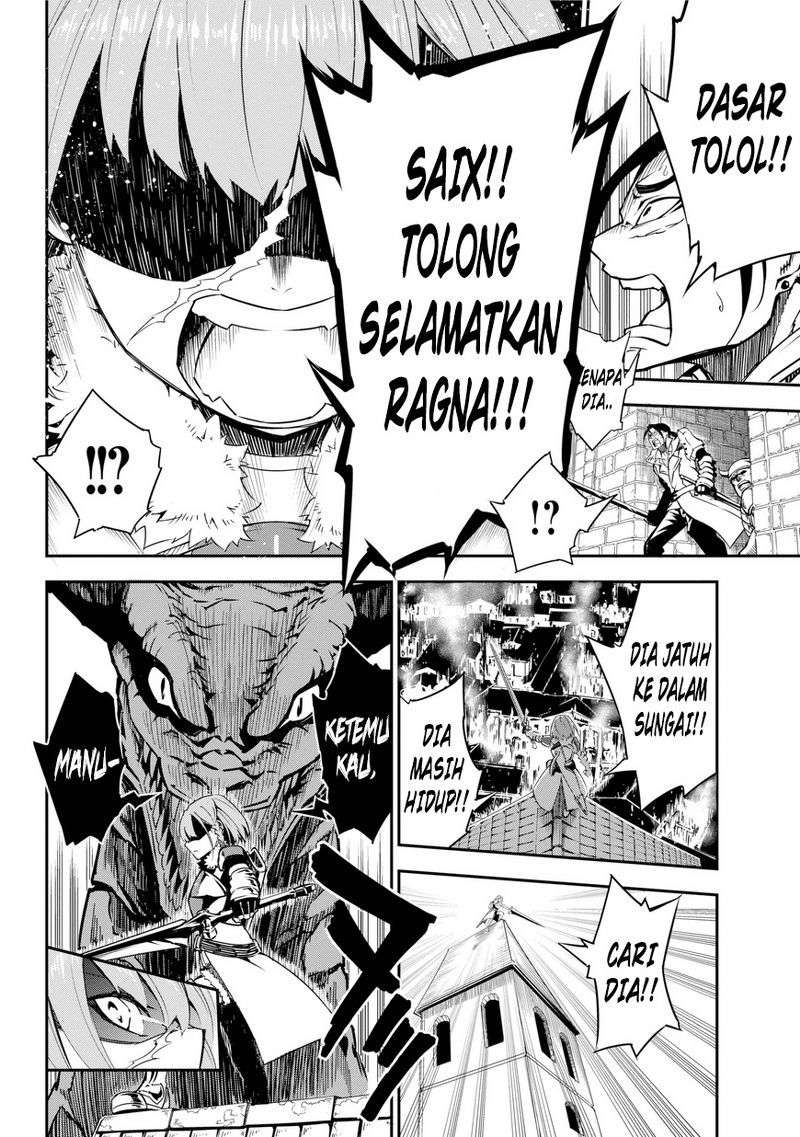 DASAR
TOLOL!!
SAIX!!
TOLONG
SELAMATKAN
RAGNA!!!
ENAPA
DIA..
!?
!!?
DIA JATUH
KE DALAM
SUNGAI!!
DIA
MASIH
HIDUP!!
CARI
DIA!!
KETEMU
KAU,
MANU-